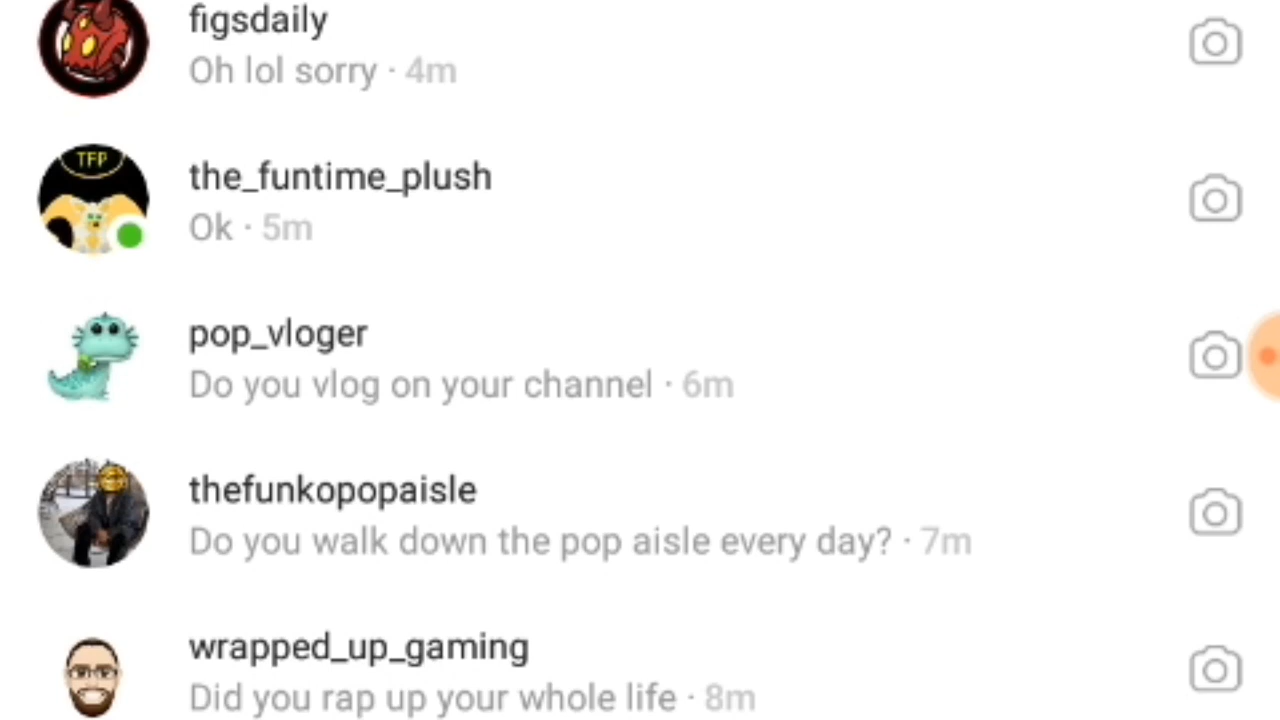 figsdaily
Oh lol sorry · 4m
TFP
the_funtime_plush
Ok · 5m
pop_vloger
Do you vlog on your channel · 6m
thefunkopopaisle
Do you walk down the pop aisle every day? · 7m
wrapped_up_gaming
Did you rap up your whole life · 8m